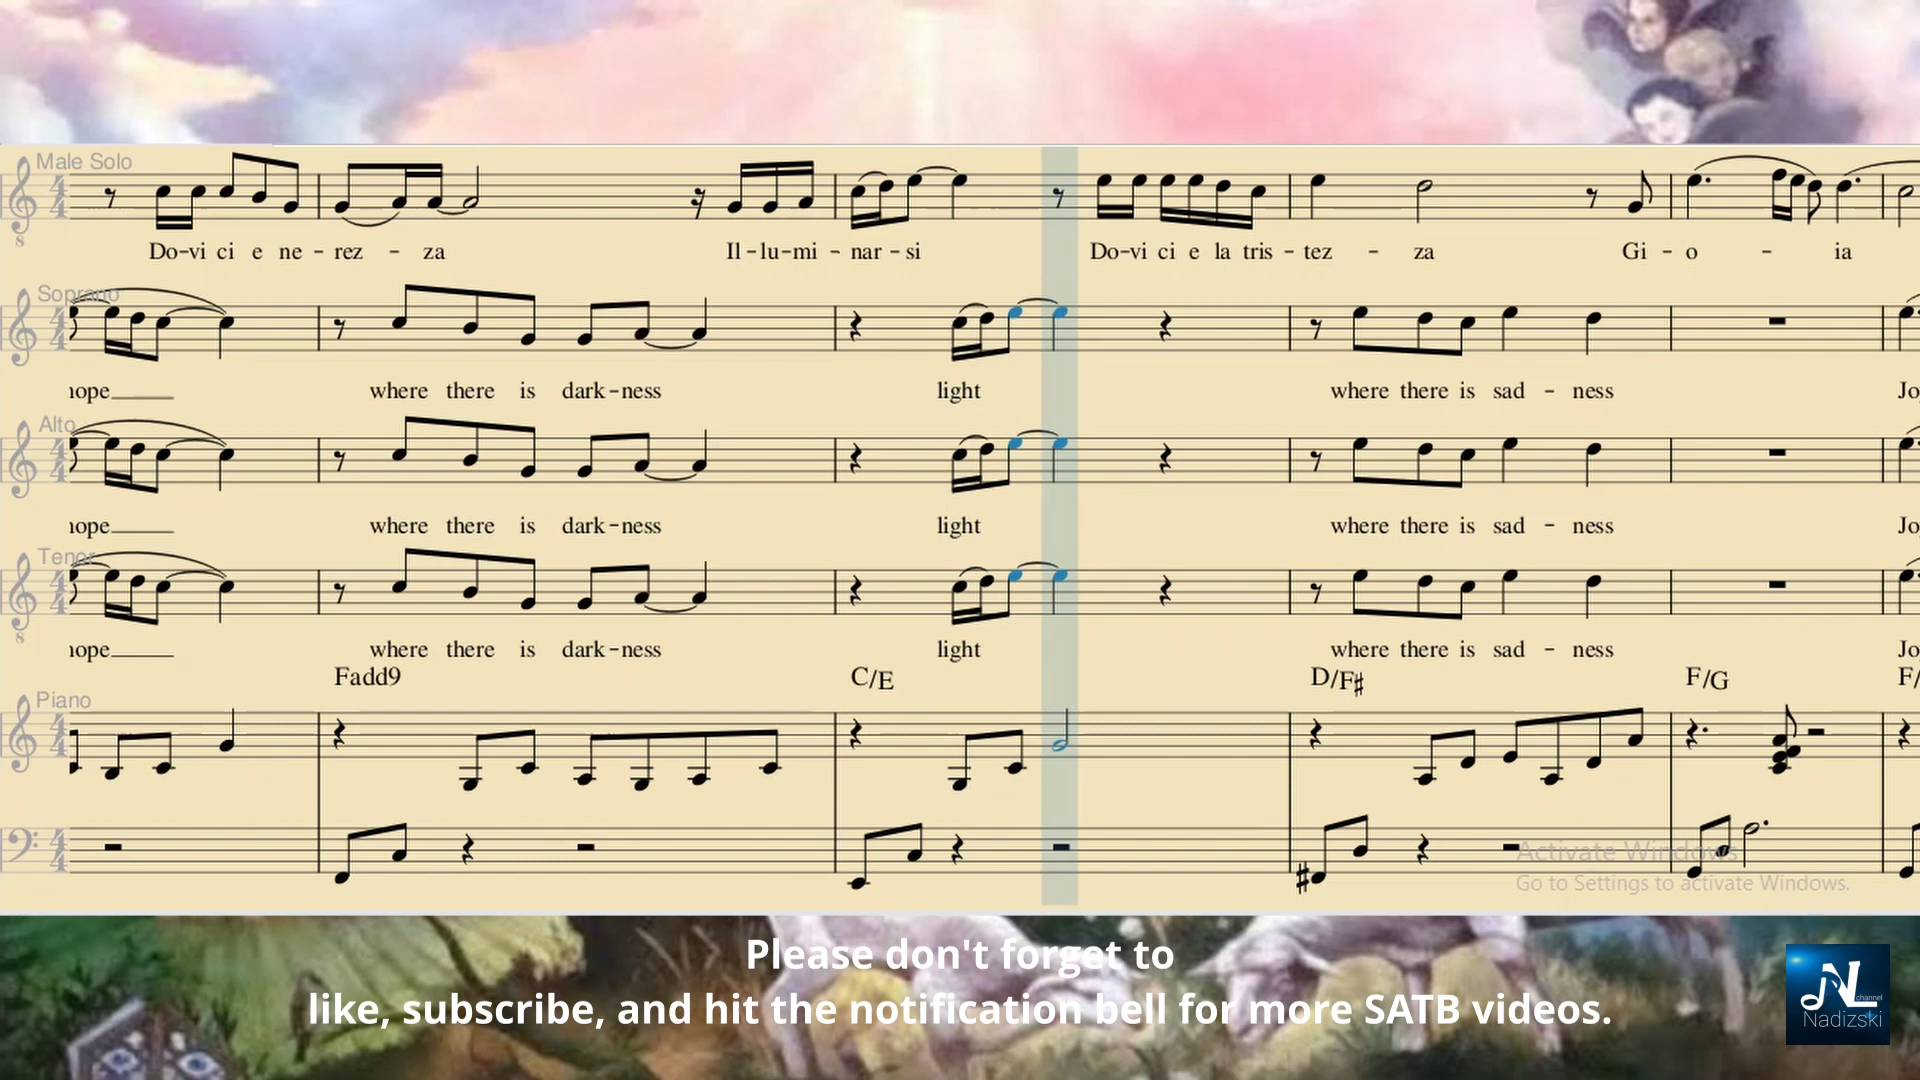 Male Solo
Do-vi ci e ne - rez - za Il-lu-mi - nar - si Do-vi ci e la tris - tez - za Gi - o - ia
Soprano
where there is dark-ness light where there is sad - ness Jo
Alto
where there is dark-ness light where there is sad - ness Jo
Tenor
where there is dark-ness light where there is sad - ness Jo
Fadd9 C/E D/F♯ F/G F/
Piano
Activate Windows
Go to Settings to activate Windows.
Please don't forget to
like, subscribe, and hit the notification bell for more SATB videos.
NL channel
Nadizski